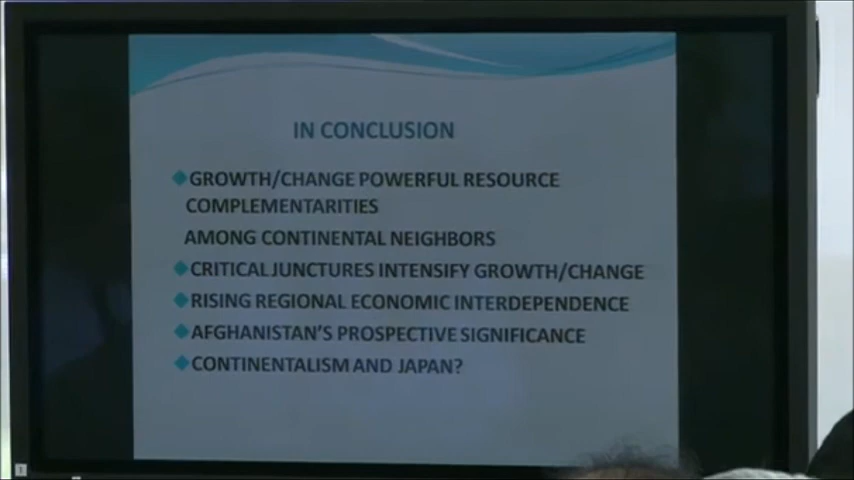 IN CONCLUSION
GROWTH/CHANGE POWERFUL RESOURCE
COMPLEMENTARITIES
AMONG CONTINENTAL NEIGHBORS
CRITICAL JUNCTURES INTENSIFY GROWTH/CHANGE
RISING REGIONAL ECONOMIC INTERDEPENDENCE
AFGHANISTAN'S PROSPECTIVE SIGNIFICANCE
CONTINENTALISM AND JAPAN?
1